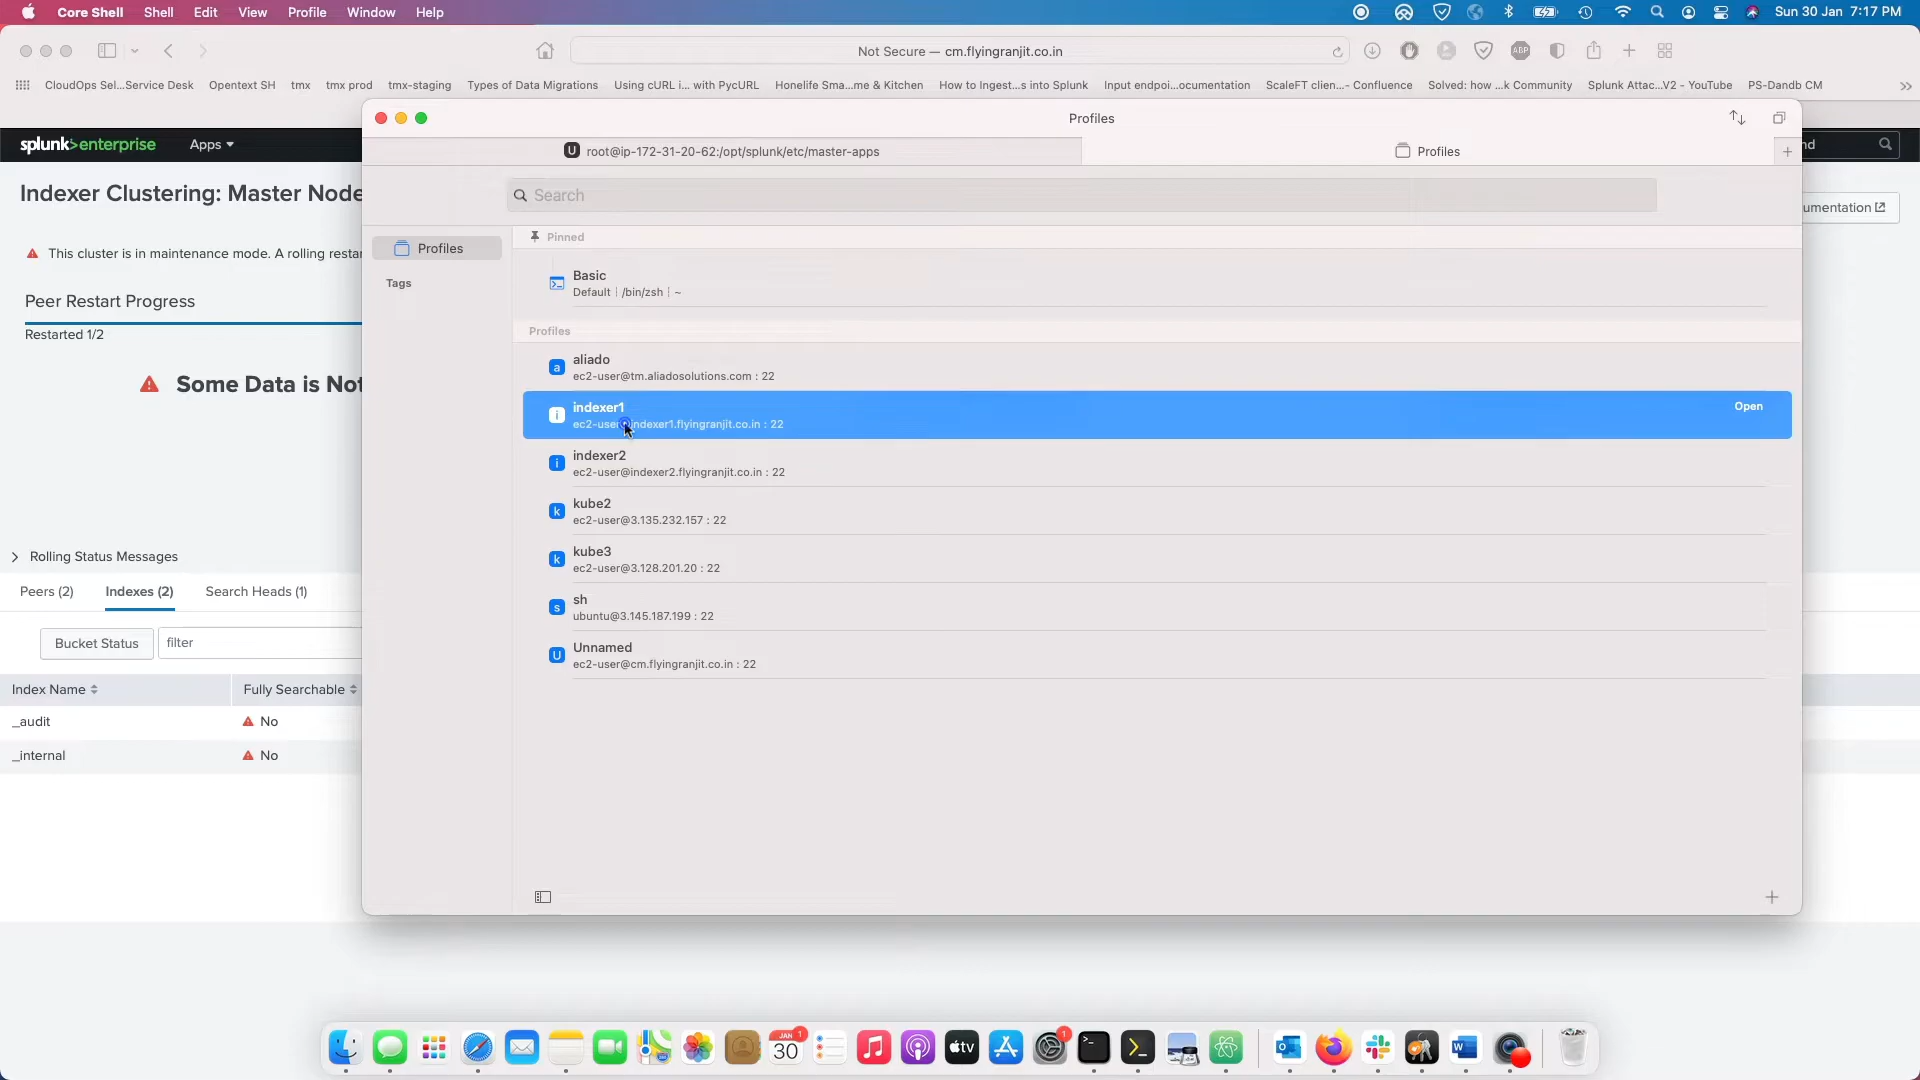 Core Shell Shell Edit View Profile Window Help Sun 30 Jan 7:17 PM
Not Secure — cm.flyingranjit.co.in
ABP
CloudOps Sel...Service Desk Opentext SH tmx tmx prod tmx-staging Types of Data Migrations Using cURL i... with PycURL Honelife Sma...me & Kitchen How to Ingest...s into Splunk Input endpoi...ocumentation ScaleFT clien...- Confluence Solved: how ...k Community Splunk Attac...V2 - YouTube PS-Dandb CM
Profiles
splunk>enterprise Apps
U root@ip-172-31-20-62:/opt/splunk/etc/master-apps Profiles
nd
Indexer Clustering: Master Node
umentation
Search
This cluster is in maintenance mode. A rolling restar
Peer Restart Progress
Restarted 1/2
Some Data is Not
Profiles
Tags
Pinned
Basic
Default | /bin/zsh | ~
Profiles
a aliado
ec2-user@tm.aliadosolutions.com : 22
i indexer1 Open
ec2-user@indexer1.flyingranjit.co.in : 22
i indexer2
ec2-user@indexer2.flyingranjit.co.in : 22
k kube2
ec2-user@3.135.232.157 : 22
k kube3
ec2-user@3.128.201.20 : 22
s sh
ubuntu@3.145.187.199 : 22
U Unnamed
ec2-user@cm.flyingranjit.co.in : 22
Rolling Status Messages
Peers (2) Indexes (2) Search Heads (1)
Bucket Status filter
Index Name Fully Searchable
_audit No
_internal No
JAN 1
30
tv
1
W